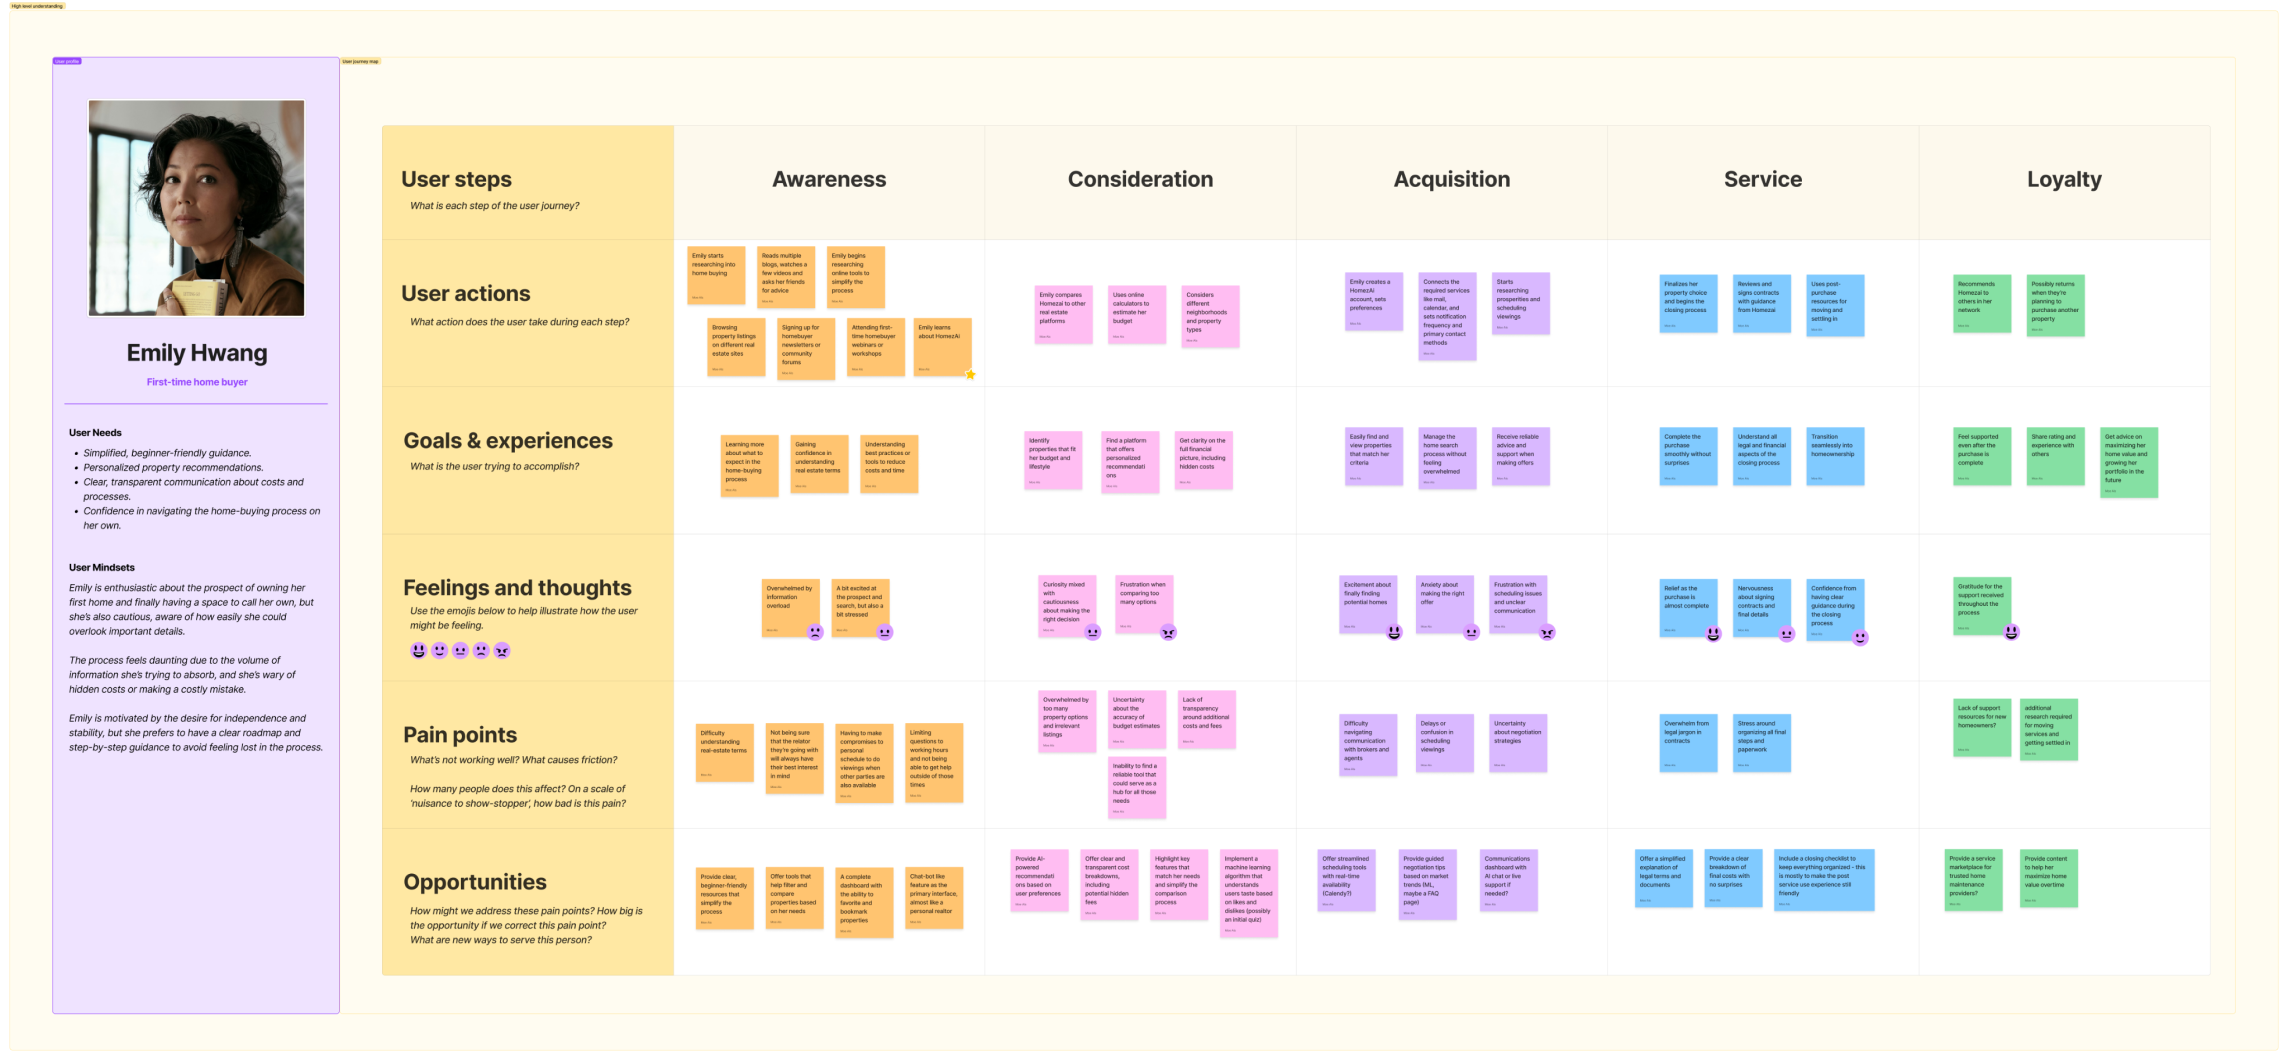 High level understanding
User profile
User journey map
Emily Hwang
First-time home buyer
User Needs
Simplified, beginner-friendly guidance.
Personalized property recommendations.
Clear, transparent communication about costs and
processes.
Confidence in navigating the home-buying process on
her own.
User Mindsets
Emily is enthusiastic about the prospect of owning her
first home and finally having a space to call her own, but
she's also cautious, aware of how easily she could
overlook important details.
The process feels daunting due to the volume of
information she's trying to absorb, and she's wary of
hidden costs or making a costly mistake.
Emily is motivated by the desire for independence and
stability, but she prefers to have a clear roadmap and
step-by-step guidance to avoid feeling lost in the process.
User steps
What is each step of the user journey?
Awareness
Consideration
Acquisition
Service
Loyalty
User actions
What action does the user take during each step?
Emily starts
researching into
home buying
Reads multiple
blogs, watches a
few videos and
asks her friends
for advice
Emily begins
researching
online tools to
simplify the
process
Browsing
property listings
on different real
estate sites
Signing up for
homebuyer
newsletters or
community
forums
Attending first-
time homebuyer
webinars or
workshops
Emily learns
about HomezAi
Emily compares
Homezai to other
real estate
platforms
Uses online
calculators to
estimate her
budget
Considers
different
neighborhoods
and property
types
Emily creates a
HomezAi
account, sets
preferences
Connects the
required services
like mail,
calendar, and
sets notification
frequency and
primary contact
methods
Starts
researching
prosperities and
scheduling
viewings
Finalizes her
property choice
and begins the
closing process
Reviews and
signs contracts
with guidance
from Homezai
Uses post-
purchase
resources for
moving and
settling in
Recommends
Homezai to
others in her
network
Possibly returns
when they're
planning to
purchase another
property
Goals & experiences
What is the user trying to accomplish?
Learning more
about what to
expect in the
home-buying
process
Gaining
confidence in
understanding
real estate terms
Understanding
best practices or
tools to reduce
costs and time
Identify
properties that fit
her budget and
lifestyle
Find a platform
that offers
personalized
recommendati
ons
Get clarity on the
full financial
picture, including
hidden costs
Easily find and
view properties
that match her
criteria
Manage the
home search
process without
feeling
overwhelmed
Receive reliable
advice and
support when
making offers
Complete the
purchase
smoothly without
surprises
Understand all
legal and financial
aspects of the
closing process
Transition
seamlessly into
homeownership
Feel supported
even after the
purchase is
complete
Share rating and
experience with
others
Get advice on
maximizing her
home value and
growing her
portfolio in the
future
Feelings and thoughts
Use the emojis below to help illustrate how the user
might be feeling.
Overwhelmed by
information
overload
A bit excited at
the prospect and
search, but also a
bit stressed
Curiosity mixed
with
cautiousness
about making the
right decision
Frustration when
comparing too
many options
Excitement about
finally finding
potential homes
Anxiety about
making the right
offer
Frustration with
scheduling issues
and unclear
communication
Relief as the
purchase is
almost complete
Nervousness
about signing
contracts and
final details
Confidence from
having clear
guidance during
the closing
process
Gratitude for the
support received
throughout the
process
Pain points
What's not working well? What causes friction?
How many people does this affect? On a scale of
'nuisance to show-stopper', how bad is this pain?
Difficulty
understanding
real-estate terms
Not being sure
that the relator
they're going with
will always have
their best interest
in mind
Having to make
compromises to
personal
schedule to do
viewings when
other parties are
also available
Limiting
questions to
working hours
and not being
able to get help
outside of those
times
Overwhelmed by
too many
property options
and irrelevant
listings
Uncertainty
about the
accuracy of
budget estimates
Lack of
transparency
around additional
costs and fees
Inability to find a
reliable tool that
could serve as a
hub for all those
needs
Difficulty
navigating
communication
with brokers and
agents
Delays or
confusion in
scheduling
viewings
Uncertainty
about negotiation
strategies
Overwhelm from
legal jargon in
contracts
Stress around
organizing all final
steps and
paperwork
Lack of support
resources for new
homeowners?
additional
research required
for moving
services and
getting settled in
Opportunities
How might we address these pain points? How big is
the opportunity if we correct this pain point?
What are new ways to serve this person?
Provide clear,
beginner-friendly
resources that
simplify the
process
Offer tools that
help filter and
compare
properties based
on her needs
A complete
dashboard with
the ability to
favorite and
bookmark
properties
Chat-bot like
feature as the
primary interface,
almost like a
personal realtor
Provide AI-
powered
recommendati
ons based on
user preferences
Offer clear and
transparent cost
breakdowns,
including
potential hidden
fees
Highlight key
features that
match her needs
and simplify the
comparison
process
Implement a
machine learning
algorithm that
understands
users taste based
on likes and
dislikes (possibly
an initial quiz)
Offer streamlined
scheduling tools
with real-time
availability
(Calendy?)
Provide guided
negotiation tips
based on market
trends (ML,
maybe a FAQ
page)
Communications
dashboard with
AI chat or live
support if
needed?
Offer a simplified
explanation of
legal terms and
documents
Provide a clear
breakdown of
final costs with
no surprises
Include a closing checklist to
keep everything organized - this
is mostly to make the post
service use experience still
friendly
Provide a service
marketplace for
trusted home
maintenance
providers?
Provide content
to help her
maximize home
value overtime